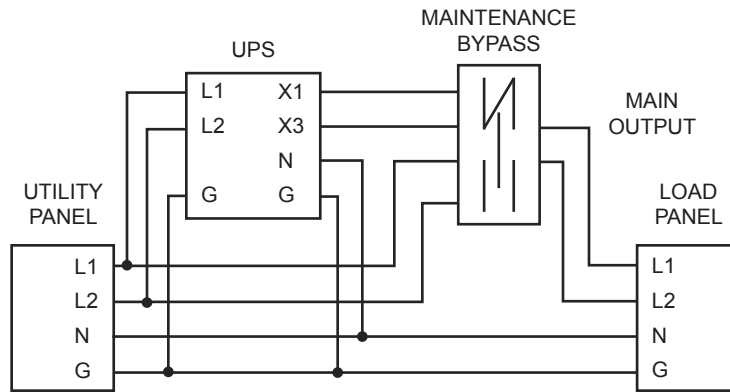 MAINTENANCE
BYPASS
UPS
L1 X1
L2 X3
N
G G
MAIN
OUTPUT
UTILITY
PANEL
L1
L2
N
G
LOAD
PANEL
L1
L2
N
G